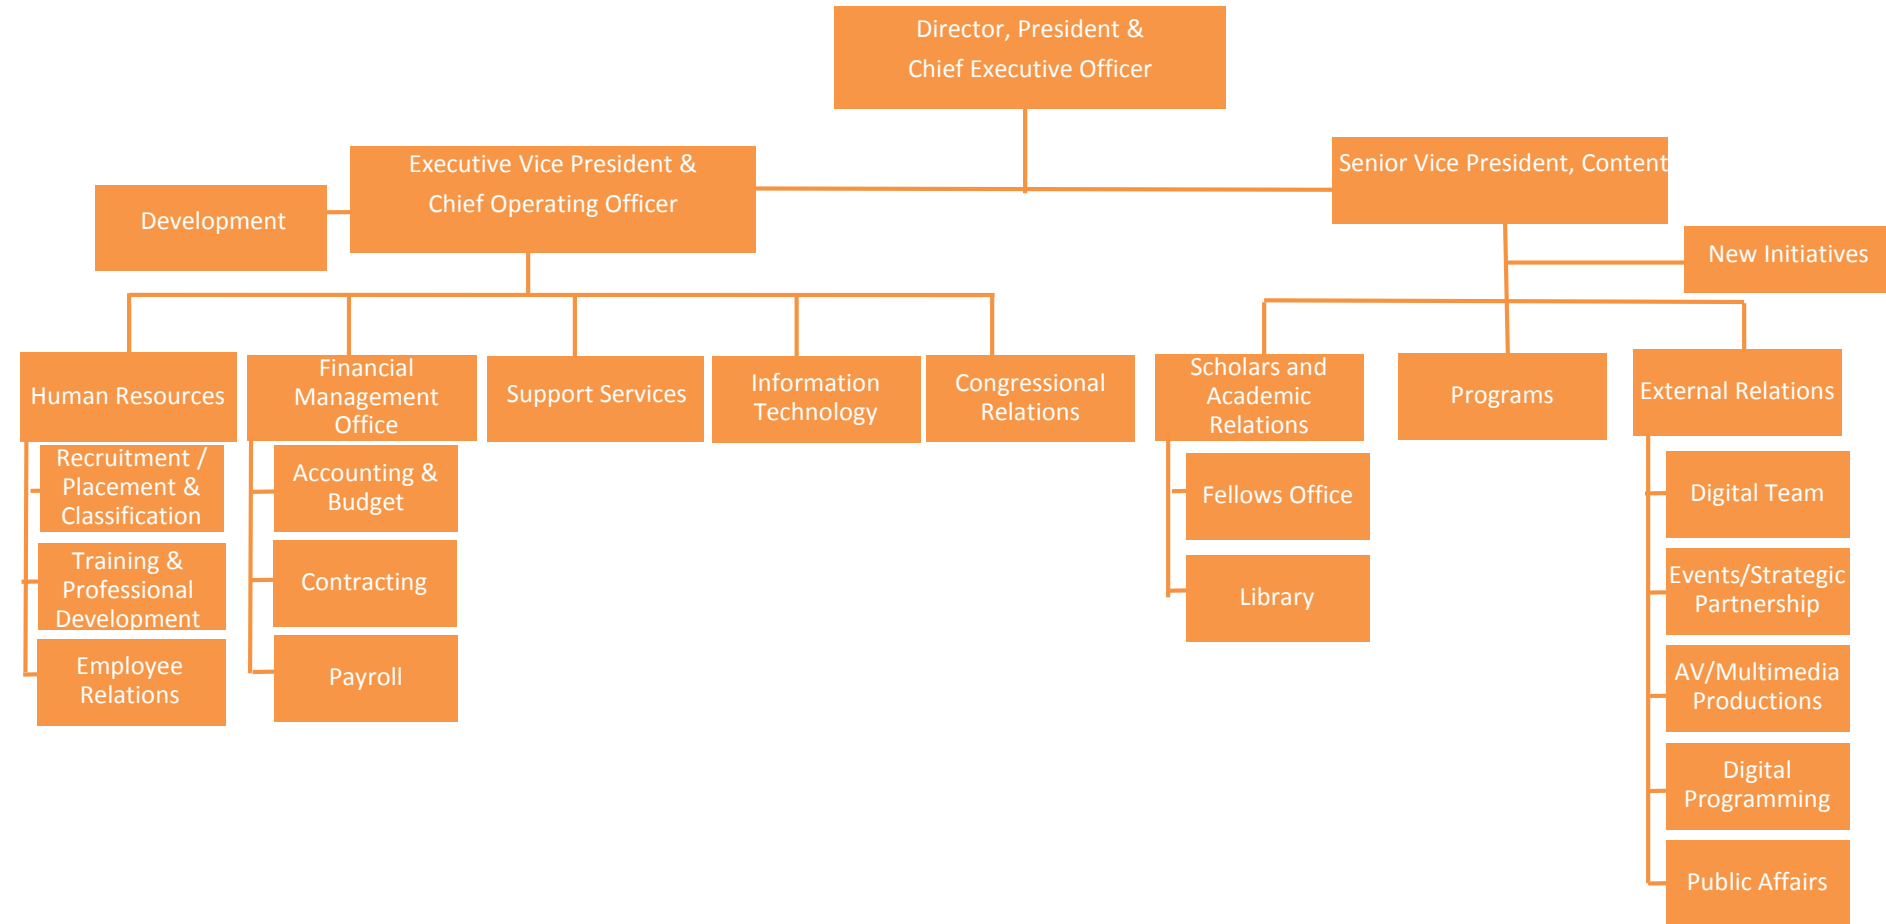 Director, President &
Chief Executive Officer
Executive Vice President &
Chief Operating Officer
Senior Vice President, Content
Development
New Initiatives
Human Resources
Financial
Management
Office
Support Services
Information
Technology
Congressional
Relations
Scholars and
Academic
Relations
Programs
External Relations
Recruitment /
Placement &
Classification
Training &
Professional
Development
Employee
Relations
Accounting &
Budget
Contracting
Payroll
Fellows Office
Library
Digital Team
Events/Strategic
Partnership
AV/Multimedia
Productions
Digital
Programming
Public Affairs